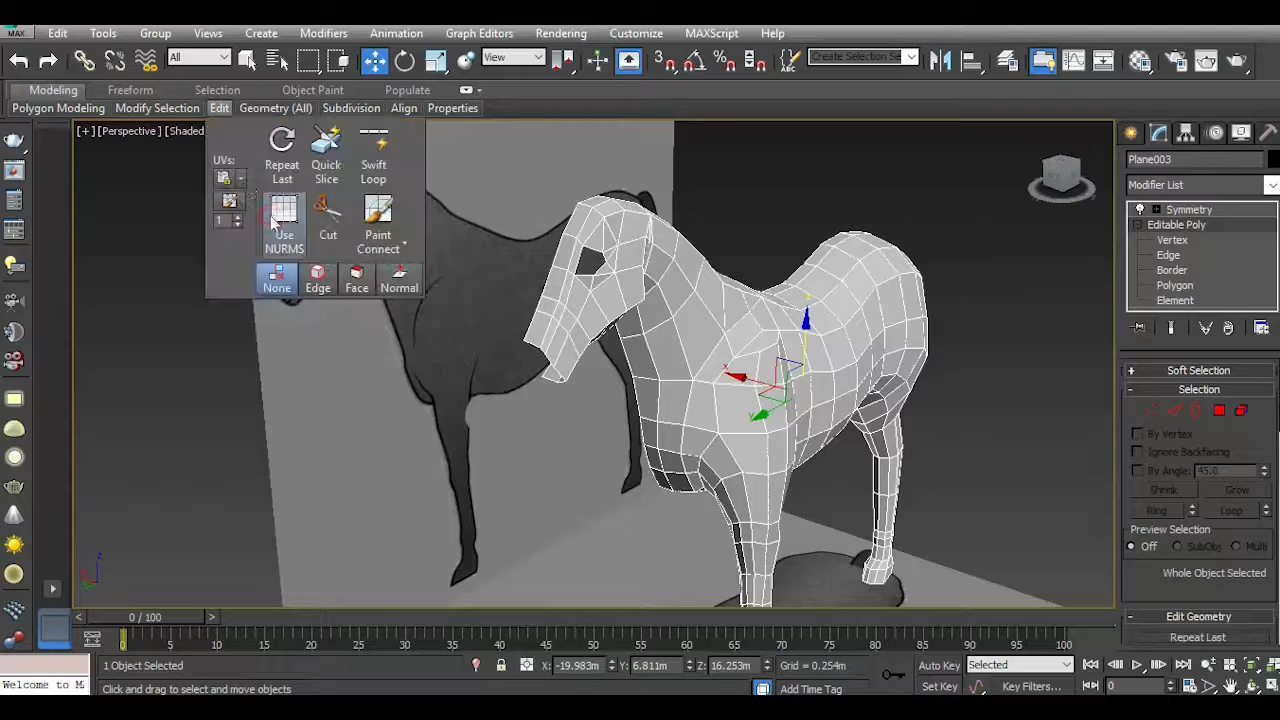 MAX Edit Tools Group Views Create Modifiers Animation Graph Editors Rendering Customize MAXScript Help
All View 3 Create Selection Se
Modeling Freeform Selection Object Paint Populate
Polygon Modeling Modify Selection Edit Geometry (All) Subdivision Align Properties
[+] [Perspective] [Shaded
UVs: Repeat Last Quick Slice Swift Loop
1 Use NURMS Cut Paint Connect
None Edge Face Normal
Plane003
Modifier List
Symmetry
Editable Poly
Vertex
Edge
Border
Polygon
Element
Soft Selection
Selection
By Vertex
Ignore Backfacing
By Angle: 45.0
Shrink Grow
Ring Loop
Preview Selection
Off SubObj Multi
Whole Object Selected
Edit Geometry
Repeat Last
x y z
0 / 100
0 5 10 15 20 25 30 35 40 45 50 55 60 65 70 75 80 85 90 95 100
1 Object Selected X: -19.983m Y: 6.811m Z: 16.253m Grid = 0.254m Auto Key Selected
Welcome to M Click and drag to select and move objects Add Time Tag Set Key Key Filters... 0